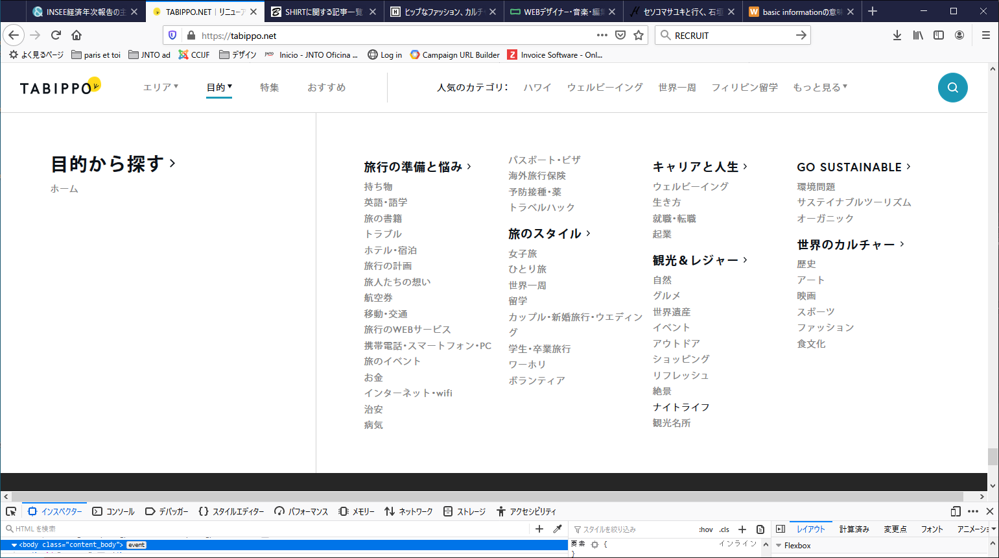 INSEE経済年次報告の主
TABIPPO.NET | リニューア
SHIRTに関する記事一覧
ヒップなファッション、カルチ
WEBデザイナー・音楽・編集
セソコマサユキと行く、石垣
basic informationの意味
https://tabippo.net
RECRUIT
よく見るページ
paris et toi
JNTO ad
CCIJF
デザイン
Inicio - JNTO Oficina ...
Log in
Campaign URL Builder
Invoice Software - Onl...
TABIPPO
エリア
目的
特集
おすすめ
人気のカテゴリ：
ハワイ
ウェルビーイング
世界一周
フィリピン留学
もっと見る
目的から探す
ホーム
旅行の準備と悩み
持ち物
英語・語学
旅の書籍
トラブル
ホテル・宿泊
旅行の計画
旅人たちの想い
航空券
移動・交通
旅行のWEBサービス
携帯電話・スマートフォン・PC
旅のイベント
お金
インターネット・wifi
治安
病気
パスポート・ビザ
海外旅行保険
予防接種・薬
トラベルハック
旅のスタイル
女子旅
ひとり旅
世界一周
留学
カップル・新婚旅行・ウエディン
グ
学生・卒業旅行
ワーホリ
ボランティア
キャリアと人生
ウェルビーイング
生き方
就職・転職
起業
観光＆レジャー
自然
グルメ
世界遺産
イベント
アウトドア
ショッピング
リフレッシュ
絶景
ナイトライフ
観光名所
GO SUSTAINABLE
環境問題
サステイナブルツーリズム
オーガニック
世界のカルチャー
歴史
アート
映画
スポーツ
ファッション
食文化
インスペクター
コンソール
デバッガー
スタイルエディター
パフォーマンス
メモリー
ネットワーク
ストレージ
アクセシビリティ
HTML を検索
スタイルを絞り込み
:hov
.cls
レイアウト
計算済み
変更点
フォント
アニメーショ
<body class="content_body">
event
要素
{
インライン
}
Flexbox